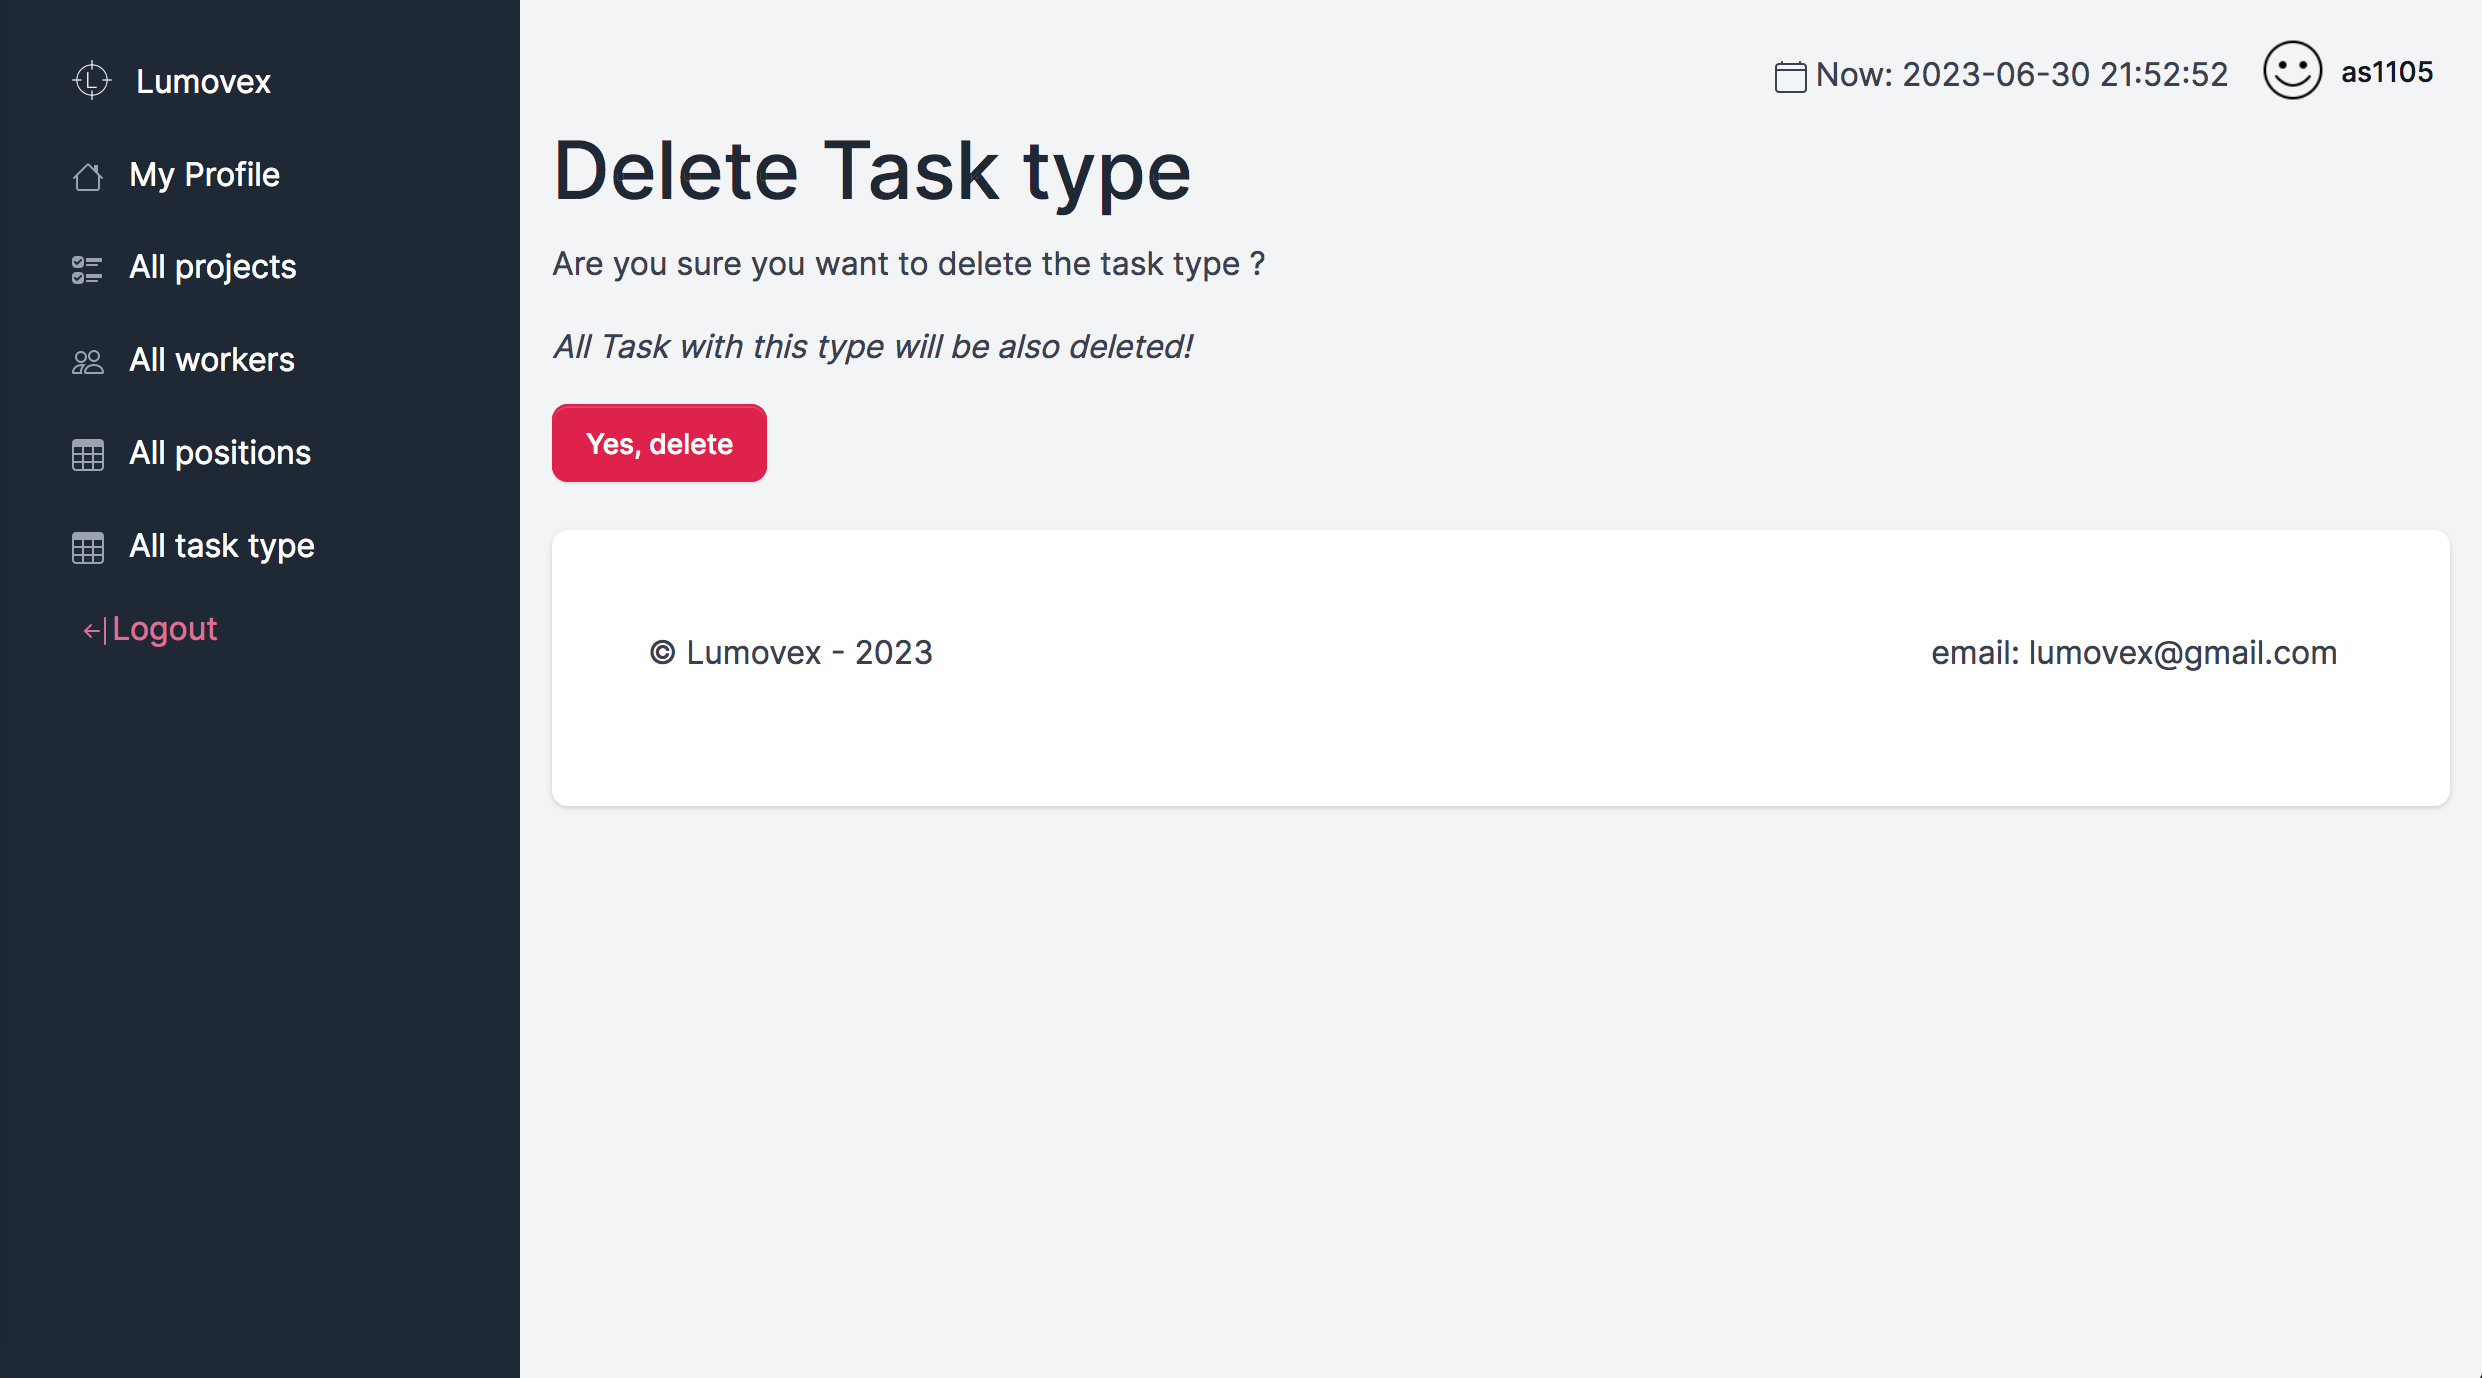 Lumovex
My Profile
All projects
All workers
All positions
All task type
Logout
Now: 2023-06-30 21:52:52
as1105
Delete Task type
Are you sure you want to delete the task type ?
All Task with this type will be also deleted!
Yes, delete
© Lumovex - 2023
email: lumovex@gmail.com